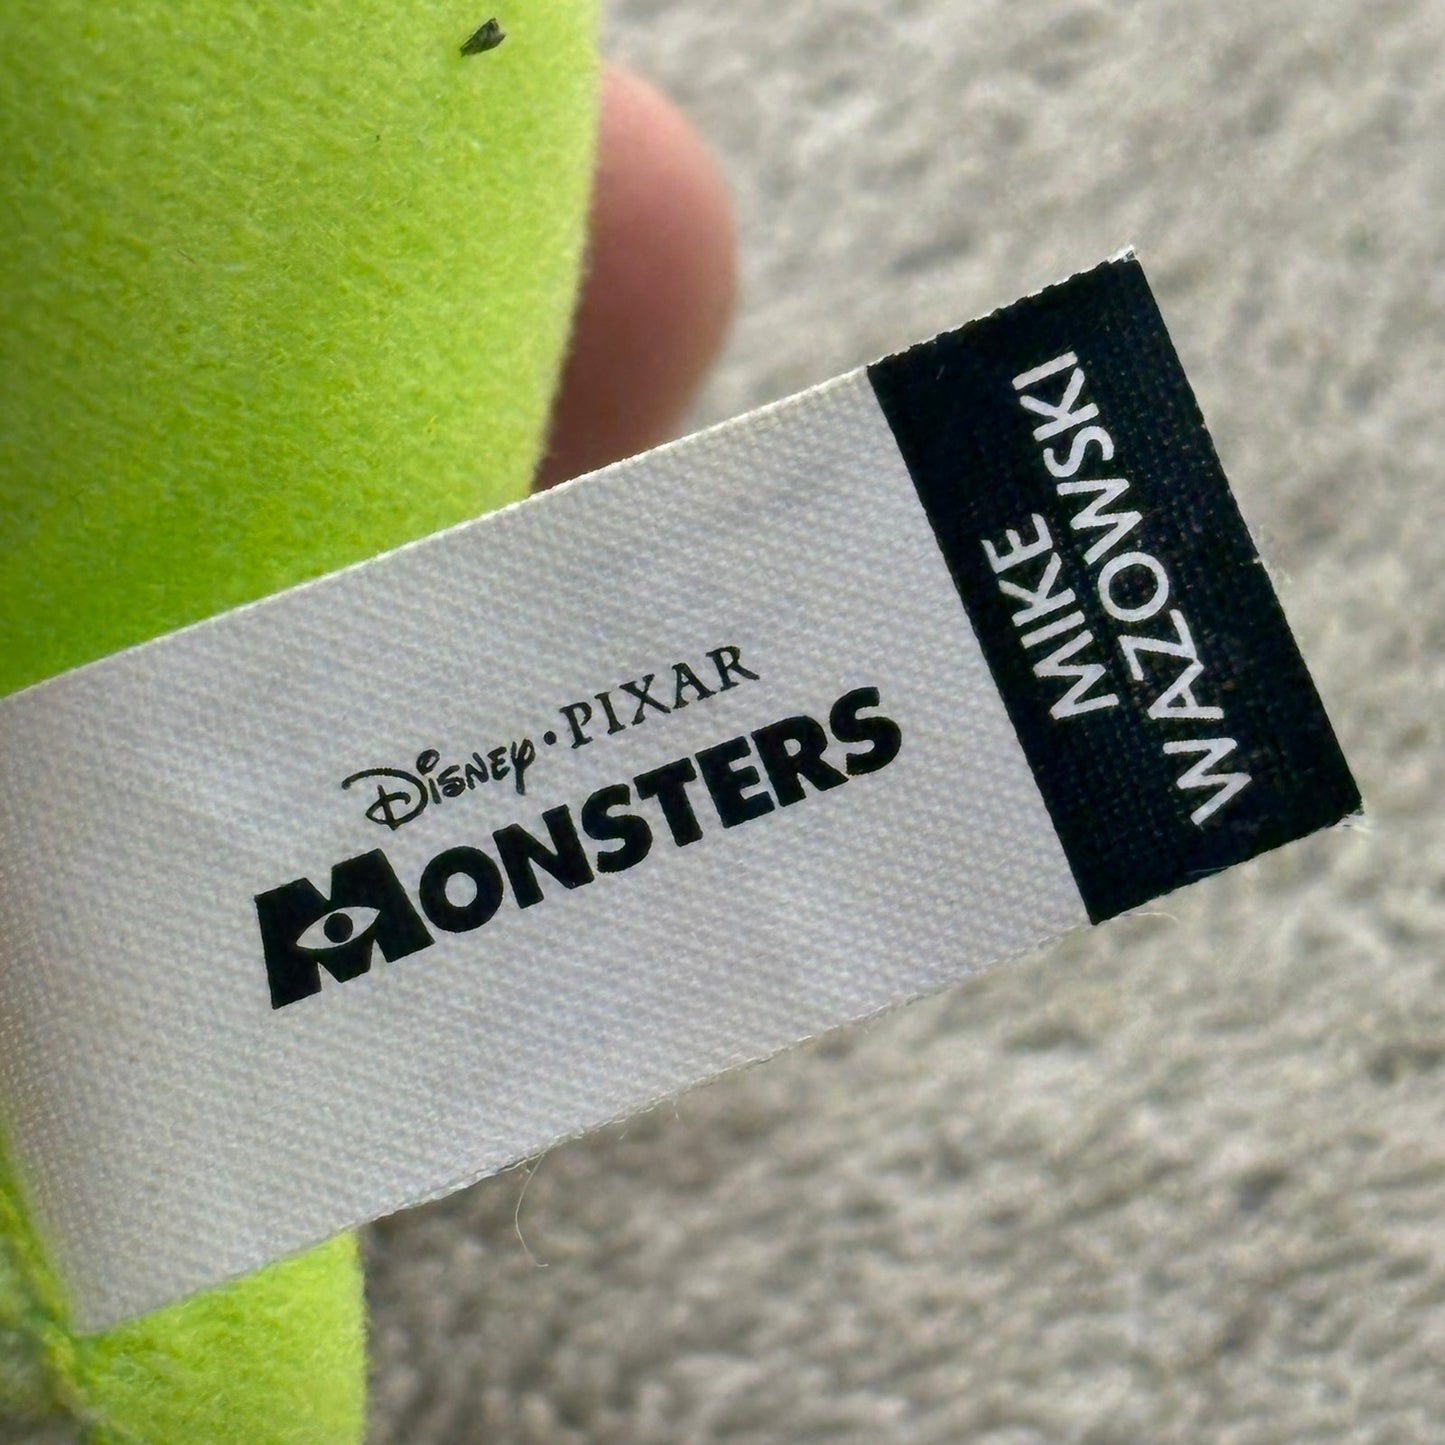 Disney · PIXAR
MONSTERS
MIKE
WAZOWSKI